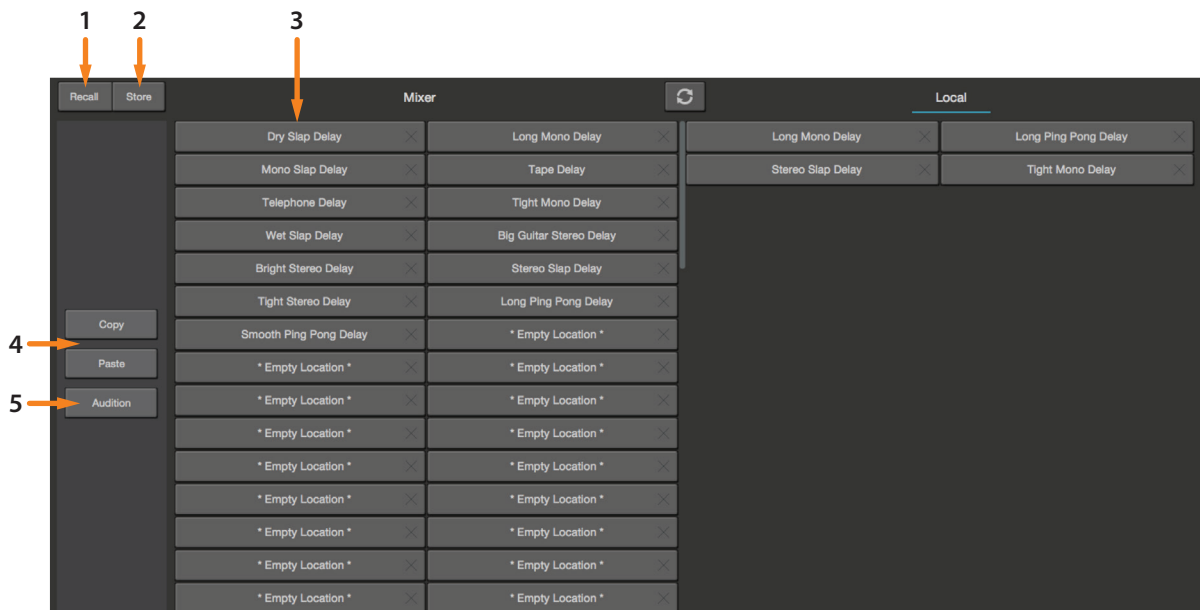 1 2 3
Recall Store Mixer Local
Dry Slap Delay Long Mono Delay Long Mono Delay Long Ping Pong Delay
Mono Slap Delay Tape Delay Stereo Slap Delay Tight Mono Delay
Telephone Delay Tight Mono Delay
Wet Slap Delay Big Guitar Stereo Delay
Bright Stereo Delay Stereo Slap Delay
Tight Stereo Delay Long Ping Pong Delay
Copy Smooth Ping Pong Delay * Empty Location *
4
Paste * Empty Location * * Empty Location *
5 Audition * Empty Location * * Empty Location *
* Empty Location * * Empty Location *
* Empty Location * * Empty Location *
* Empty Location * * Empty Location *
* Empty Location * * Empty Location *
* Empty Location * * Empty Location *
* Empty Location * * Empty Location *